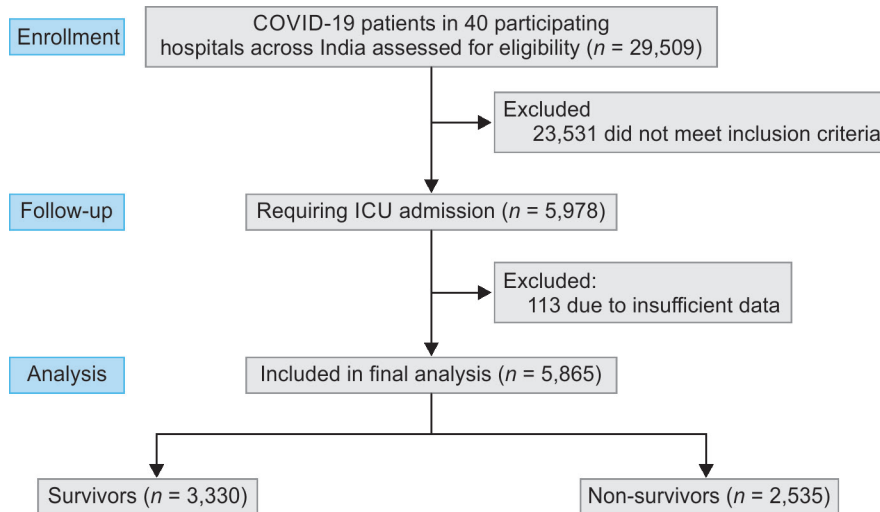 Enrollment
COVID-19 patients in 40 participating
hospitals across India assessed for eligibility (n = 29,509)
Excluded
23,531 did not meet inclusion criteria
Follow-up
Requiring ICU admission (n = 5,978)
Excluded:
113 due to insufficient data
Analysis
Included in final analysis (n = 5,865)
Survivors (n = 3,330)
Non-survivors (n = 2,535)